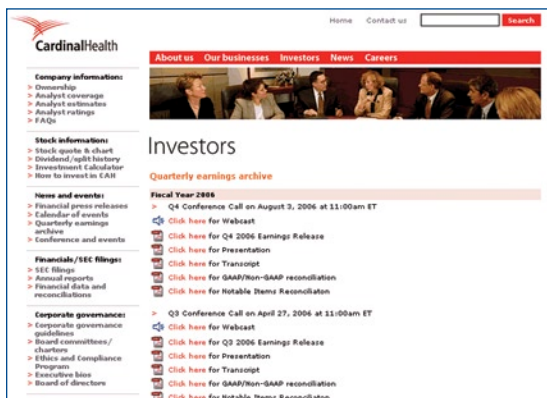 Home Contact us Search
CardinalHealth
About us Our businesses Investors News Careers
Company information:
> Ownership
> Analyst coverage
> Analyst estimates
> Analyst ratings
> FAQs
Stock information:
> Stock quote & chart
> Dividend/split history
> Investment Calculator
> How to invest in CAH
News and events:
> Financial press releases
> Calendar of events
> Quarterly earnings
archive
> Conference and events
Financials/SEC filings:
> SEC filings
> Annual reports
> Financial data and
reconciliations
Corporate governance:
> Corporate governance
guidelines
> Board committees/
charters
> Ethics and Compliance
Program
> Executive bios
> Board of directors
Investors
Quarterly earnings archive
Fiscal Year 2006
> Q4 Conference Call on August 3, 2006 at 11:00am ET
Click here for Webcast
Click here for Q4 2006 Earnings Release
Click here for Presentation
Click here for Transcript
Click here for GAAP/Non-GAAP reconciliation
Click here for Notable Items Reconciliaton
> Q3 Conference Call on April 27, 2006 at 11:00am ET
Click here for Webcast
Click here for Q3 2006 Earnings Release
Click here for Presentation
Click here for Transcript
Click here for GAAP/Non-GAAP reconciliation
Click here for Notable Items Reconciliaton